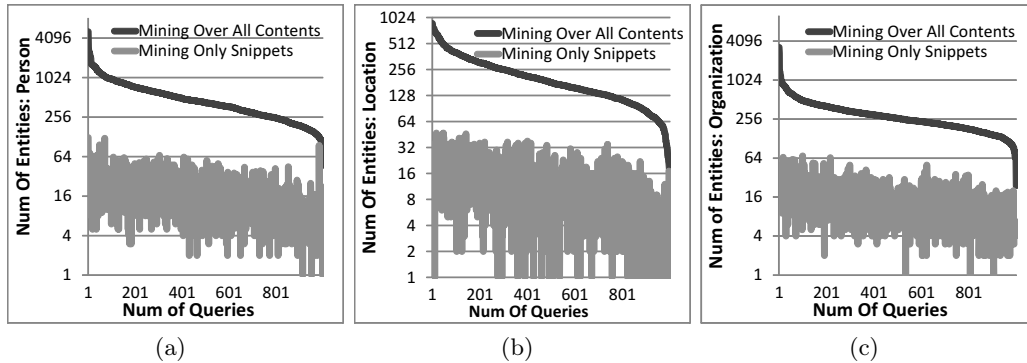 Num Of Entities: Person
4096
1024
256
64
16
4
1
Mining Over All Contents
Mining Only Snippets
1 201 401 601 801
Num of Queries
(a)
Num Of Entities: Location
1024
512
256
128
64
32
16
8
4
2
1
Mining Over All Contents
Mining Only Snippets
1 201 401 601 801
Num Of Queries
(b)
Num of Entities: Organization
4096
1024
256
64
16
4
1
Mining Over All Contents
Mining Only Snippets
1 201 401 601 801
Num Of Queries
(c)